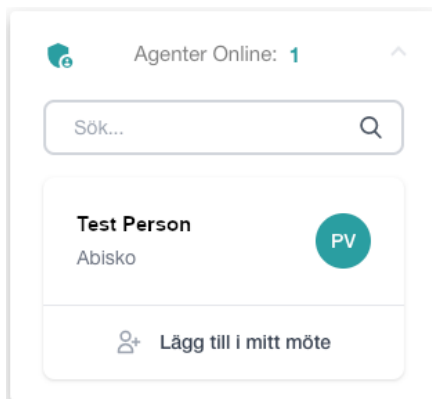 Agenter Online: 1
Sök...
Test Person
PV
Abisko
Lägg till i mitt möte